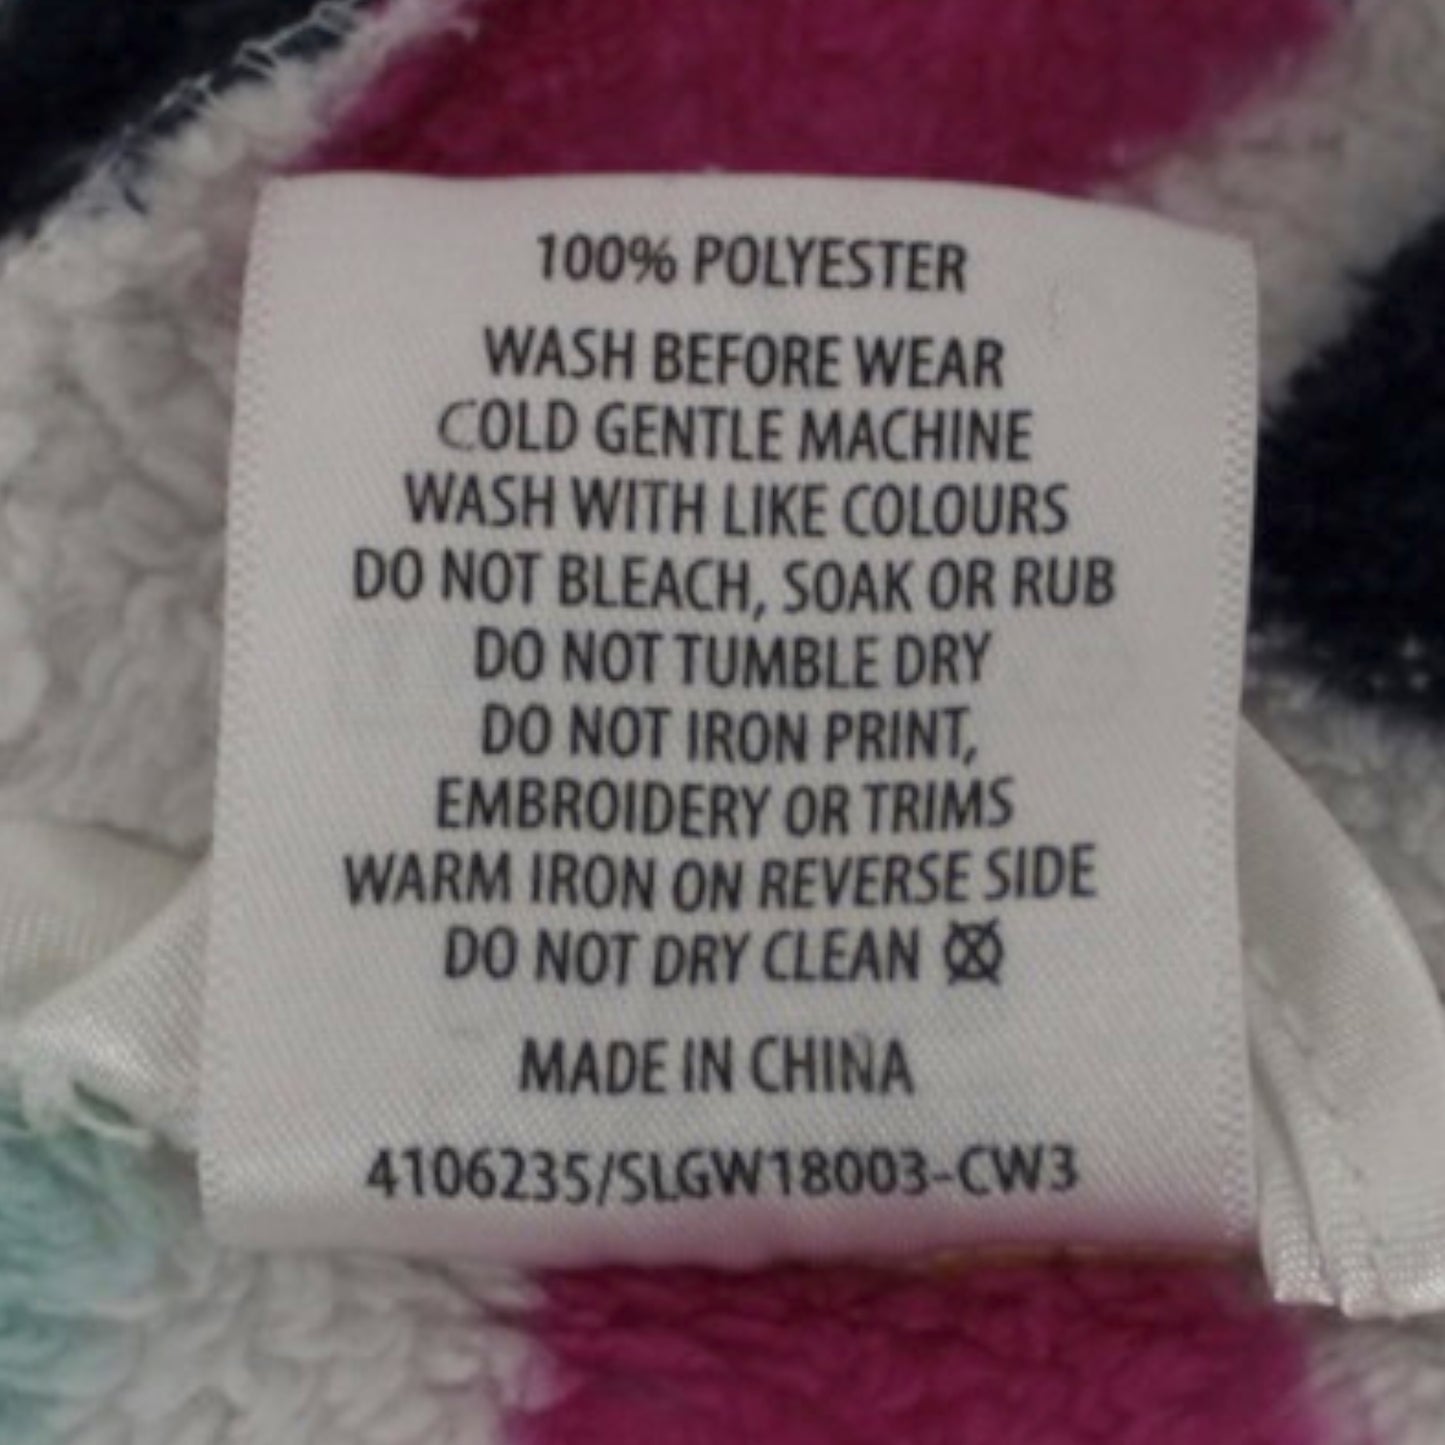 100% POLYESTER
WASH BEFORE WEAR
COLD GENTLE MACHINE
WASH WITH LIKE COLOURS
DO NOT BLEACH, SOAK OR RUB
DO NOT TUMBLE DRY
DO NOT IRON PRINT,
EMBROIDERY OR TRIMS
WARM IRON ON REVERSE SIDE
DO NOT DRY CLEAN
MADE IN CHINA
4106235/SLGW18003-CW3